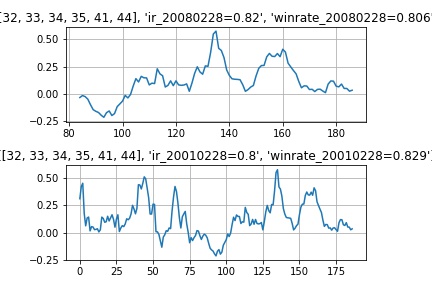 [32, 33, 34, 35, 41, 44], 'ir_20080228=0.82', 'winrate_20080228=0.806'
0.50
0.25
0.00
−0.25
80 100 120 140 160 180
[[32, 33, 34, 35, 41, 44], 'ir_20010228=0.8', 'winrate_20010228=0.829']
0.50
0.25
0.00
−0.25
0 25 50 75 100 125 150 175